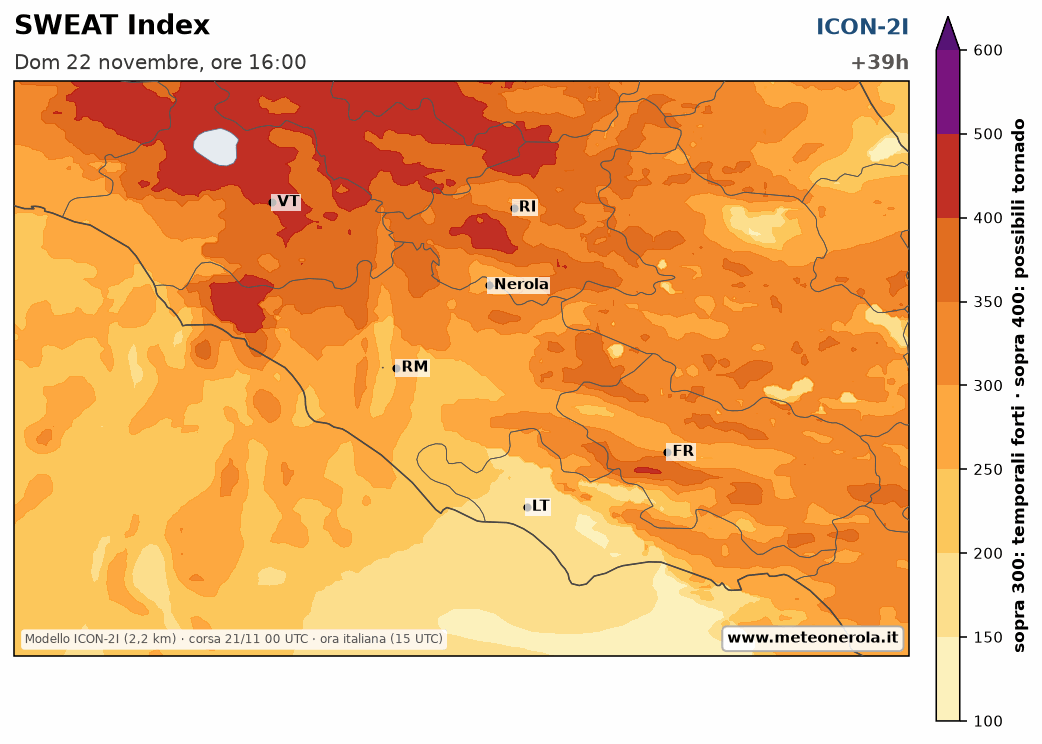 SWEAT Index
ICON-2I
Dom 22 novembre, ore 16:00
+39h
600
500
400
350
300
250
200
150
100
sopra 300: temporali forti · sopra 400: possibili tornado
VT
RI
Nerola
RM
FR
LT
Modello ICON-2I (2,2 km) · corsa 21/11 00 UTC · ora italiana (15 UTC)
www.meteonerola.it